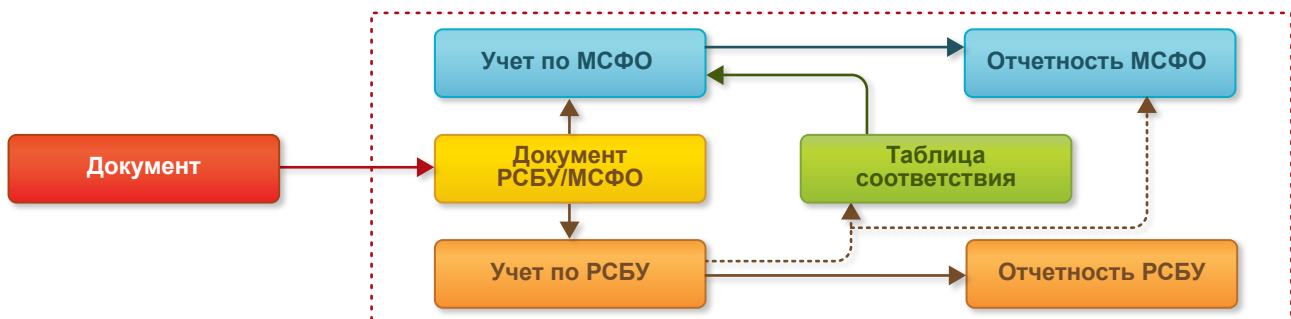 Учет по МСФО
Отчетность МСФО
Документ
Документ
РСБУ/МСФО
Таблица
соответствия
Учет по РСБУ
Отчетность РСБУ